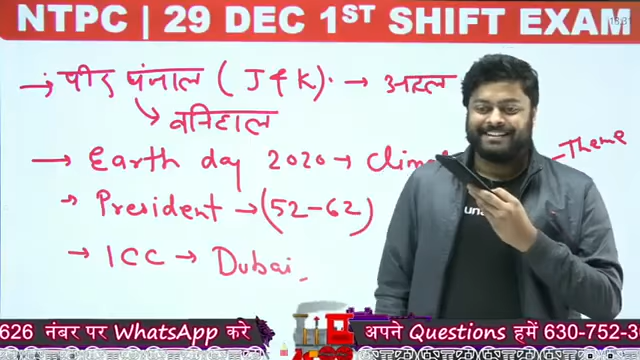 NTPC | 29 DEC 1ST SHIFT EXAM
→ पीर पंजाल ( J & K ). → अटल
↳ बनिहाल
→ Earth day 2020 → Climat
- Theme
→ President → (52-62)
→ ICC → Dubai
626 नंबर पर WhatsApp करे अपने Questions हमें 630-752-3